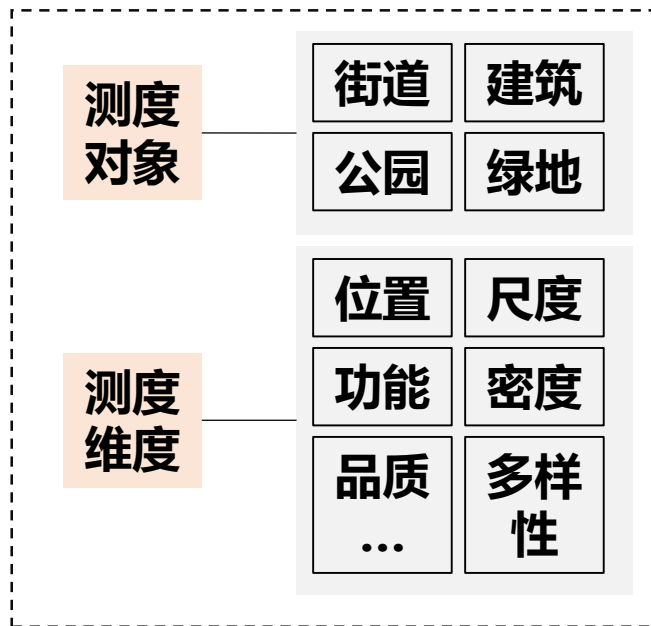 测度
对象
街道
建筑
公园
绿地
测度
维度
位置
尺度
功能
密度
品质
...
多样
性